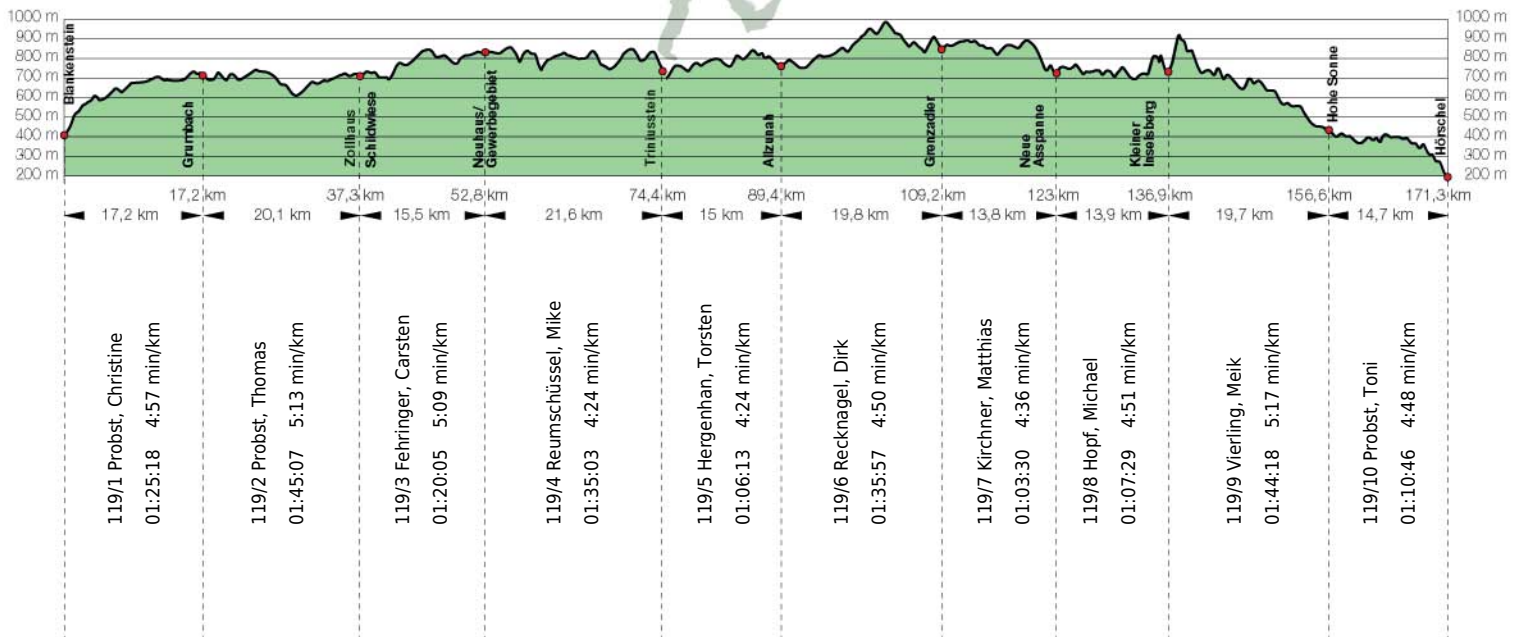 1000 m
900 m
800 m
700 m
600 m
500 m
400 m
300 m
200 m
1000 m
900 m
800 m
700 m
600 m
500 m
400 m
300 m
200 m
Blankenstein
Grumbach
Zollhaus
Schildwiese
Neuhaus/
Gewerbegebiet
Triniusstein
Allzunah
Grenzadler
Neue
Asspanne
Kleiner
Inselsberg
Hohe Sonne
Hörschel
17,2 km
37,3 km
52,8 km
74,4 km
89,4 km
109,2 km
123 km
136,9 km
156,6 km
171,3 km
17,2 km
20,1 km
15,5 km
21,6 km
15 km
19,8 km
13,8 km
13,9 km
19,7 km
14,7 km
119/1 Probst, Christine
01:25:18 4:57 min/km
119/2 Probst, Thomas
01:45:07 5:13 min/km
119/3 Fehringer, Carsten
01:20:05 5:09 min/km
119/4 Reumschüssel, Mike
01:35:03 4:24 min/km
119/5 Hergenhan, Torsten
01:06:13 4:24 min/km
119/6 Recknagel, Dirk
01:35:57 4:50 min/km
119/7 Kirchner, Matthias
01:03:30 4:36 min/km
119/8 Hopf, Michael
01:07:29 4:51 min/km
119/9 Vierling, Meik
01:44:18 5:17 min/km
119/10 Probst, Toni
01:10:46 4:48 min/km